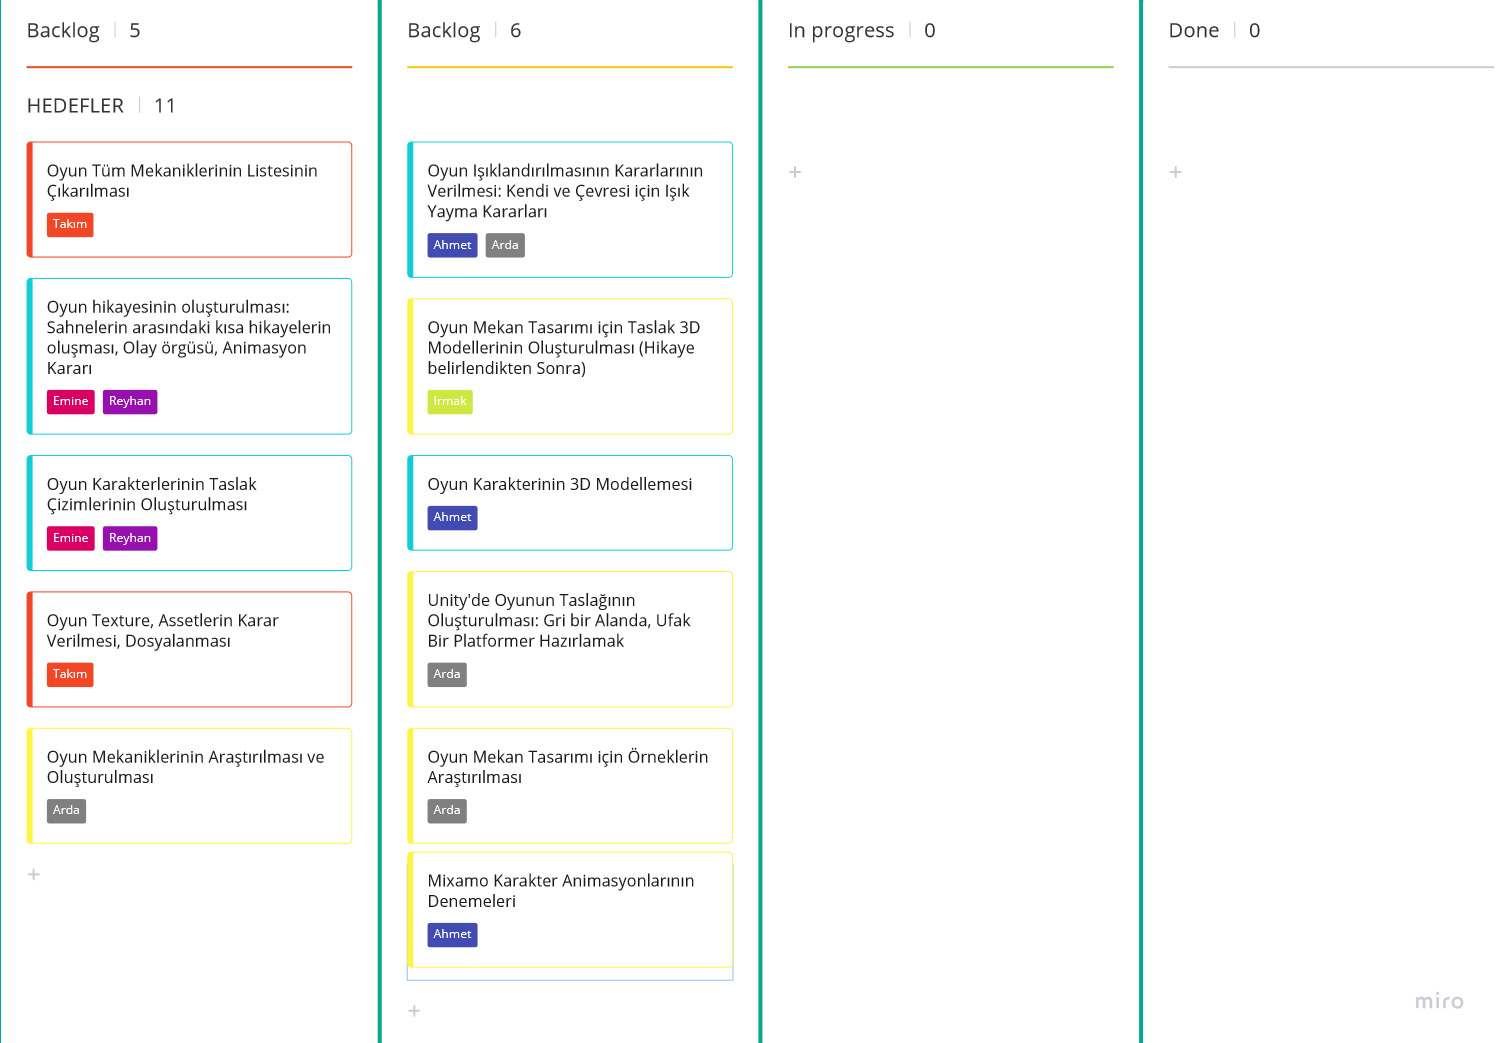 Backlog | 5
HEDEFLER | 11
Oyun Tüm Mekaniklerinin Listesinin
Çıkarılması
Takım
Oyun hikayesinin oluşturulması:
Sahnelerin arasındaki kısa hikayelerin
oluşması, Olay örgüsü, Animasyon
Kararı
Emine Reyhan
Oyun Karakterlerinin Taslak
Çizimlerinin Oluşturulması
Emine Reyhan
Oyun Texture, Assetlerin Karar
Verilmesi, Dosyalanması
Takım
Oyun Mekaniklerinin Araştırılması ve
Oluşturulması
Arda
+
Backlog | 6
Oyun Işıklandırılmasının Kararlarının
Verilmesi: Kendi ve Çevresi için Işık
Yayma Kararları
Ahmet Arda
Oyun Mekan Tasarımı için Taslak 3D
Modellerinin Oluşturulması (Hikaye
belirlendikten Sonra)
Irmak
Oyun Karakterinin 3D Modellemesi
Ahmet
Unity'de Oyunun Taslağının
Oluşturulması: Gri bir Alanda, Ufak
Bir Platformer Hazırlamak
Arda
Oyun Mekan Tasarımı için Örneklerin
Araştırılması
Arda
Mixamo Karakter Animasyonlarının
Denemeleri
Ahmet
+
In progress | 0
+
Done | 0
+
miro